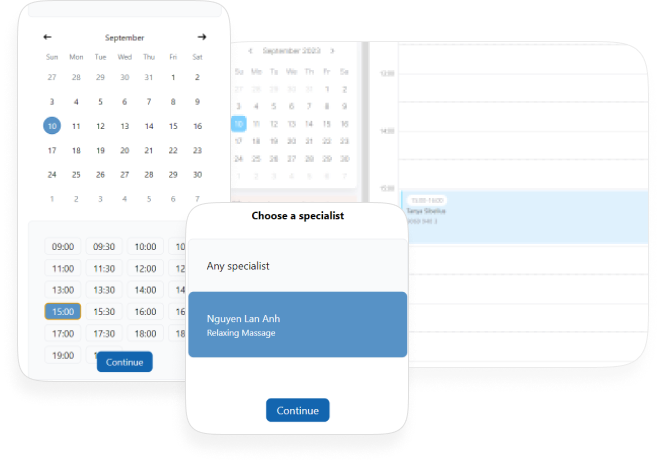 September
Sun Mon Tue Wed Thu Fri Sat
27 28 29 30 31 1 2
3 4 5 6 7 8 9
10 11 12 13 14 15 16
17 18 19 20 21 22 23
24 25 26 27 28 29 30
1 2 3 4 5 6 7
09:00 09:30 10:00 10
11:00 11:30 12:00 12
13:00 13:30 14:00 14
15:00 15:30 16:00 16
17:00 17:30 18:00 18
19:00
Continue
September 2023
Su Mo Tu We Th Fr Sa
27 28 29 30 31 1 2
3 4 5 6 7 8 9
10 11 12 13 14 15 16
17 18 19 20 21 22 23
24 25 26 27 28 29 30
1 2 3 4 5 6 7
13:00
14:00
15:00
15:00-16:00
Choose a specialist
Any specialist
Nguyen Lan Anh
Relaxing Massage
Continue